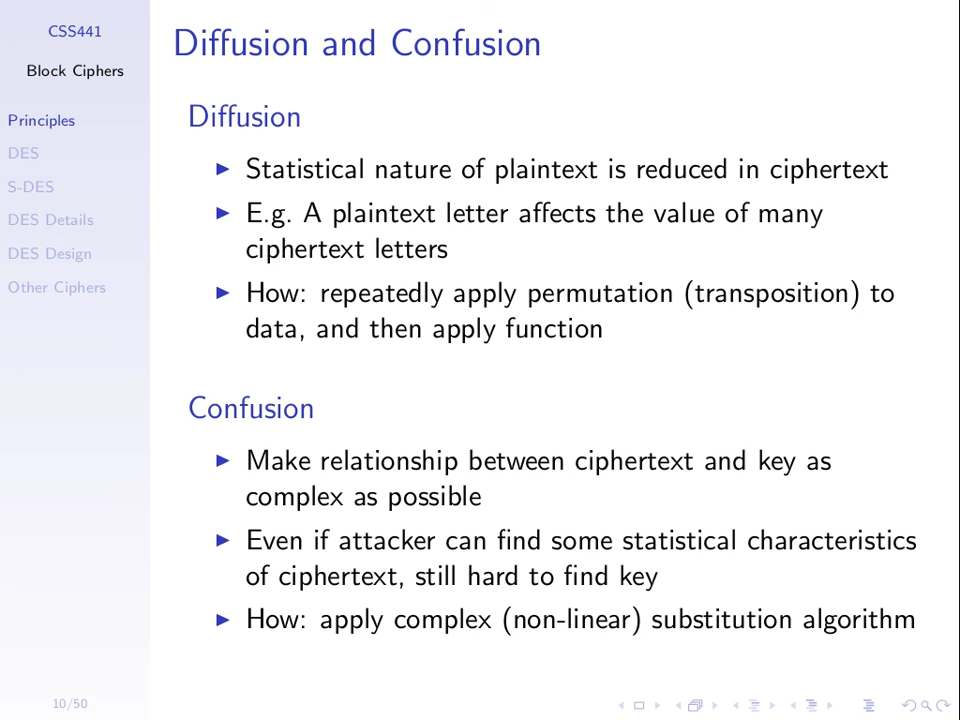 CSS441
Block Ciphers
Principles
DES
S-DES
DES Details
DES Design
Other Ciphers
10/50
Diffusion and Confusion
Diffusion
Statistical nature of plaintext is reduced in ciphertext
E.g. A plaintext letter affects the value of many
ciphertext letters
How: repeatedly apply permutation (transposition) to
data, and then apply function
Confusion
Make relationship between ciphertext and key as
complex as possible
Even if attacker can find some statistical characteristics
of ciphertext, still hard to find key
How: apply complex (non-linear) substitution algorithm